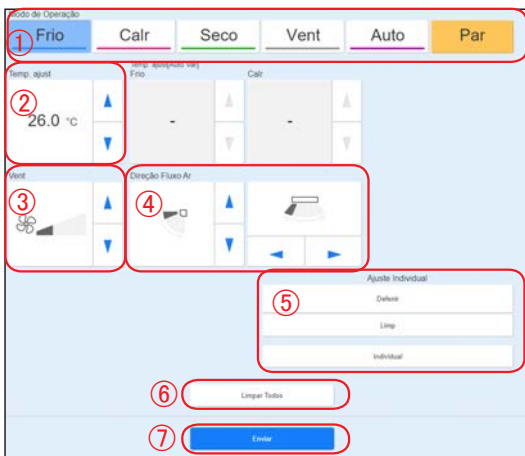 Modo de Operação
① Frio Calr Seco Vent Auto Par
Temp. ajust Temp. ajust[Auto Var]
Frio Calr
② 26.0 °C - -
Vent Direção Fluxo Ar
③ ④
Ajuste Individual
⑤ Definir
Limp
Individual
⑥ Limpar Todos
⑦ Enviar